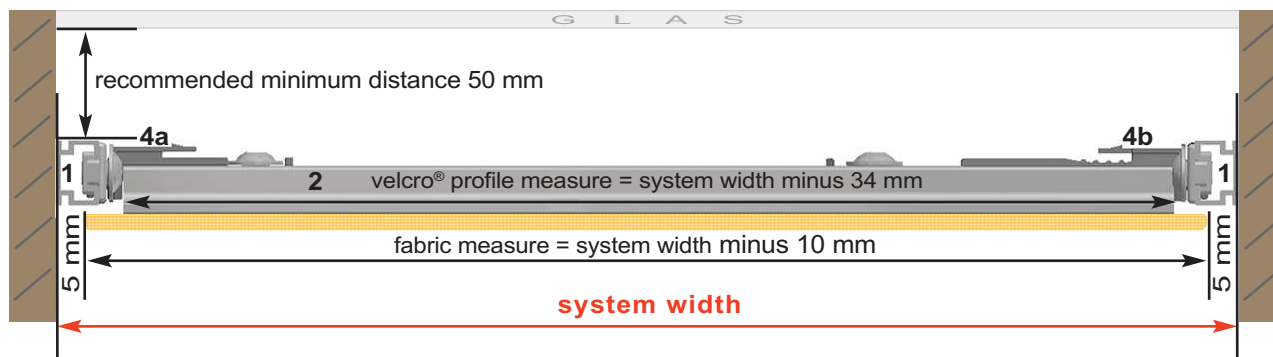 G L A S
recommended minimum distance 50 mm
4a
4b
1
2
velcro® profile measure = system width minus 34 mm
1
fabric measure = system width minus 10 mm
5 mm
5 mm
system width